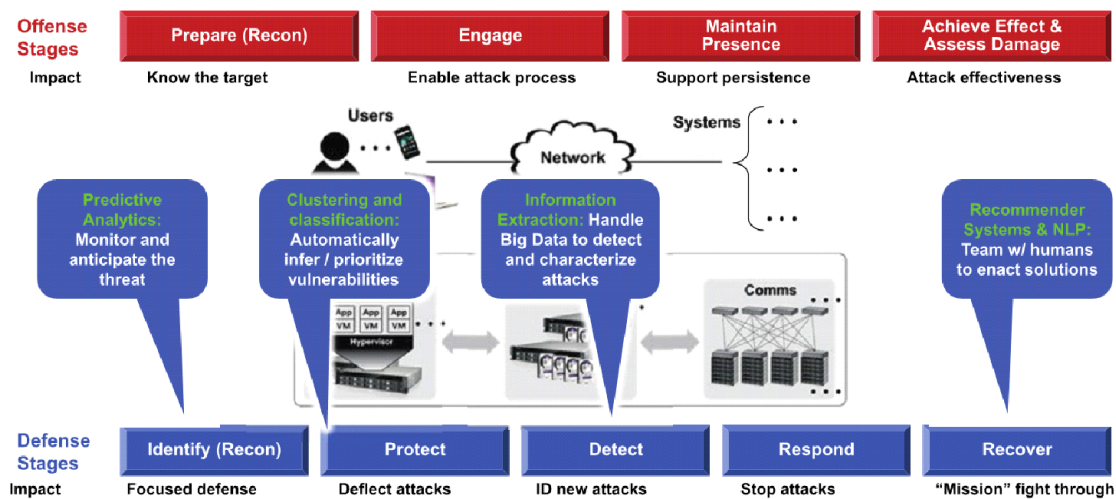 Offense
Stages
Prepare (Recon)
Engage
Maintain
Presence
Achieve Effect &
Assess Damage
Impact
Know the target
Enable attack process
Support persistence
Attack effectiveness
Users
Network
Systems
Predictive
Analytics:
Monitor and
anticipate the
threat
Clustering and
classification:
Automatically
infer / prioritize
vulnerabilities
Information
Extraction: Handle
Big Data to detect
and characterize
attacks
Recommender
Systems & NLP:
Team w/ humans
to enact solutions
App
App
App
VM
VM
VM
Hypervisor
Comms
Defense
Stages
Identify (Recon)
Protect
Detect
Respond
Recover
Impact
Focused defense
Deflect attacks
ID new attacks
Stop attacks
“Mission” fight through